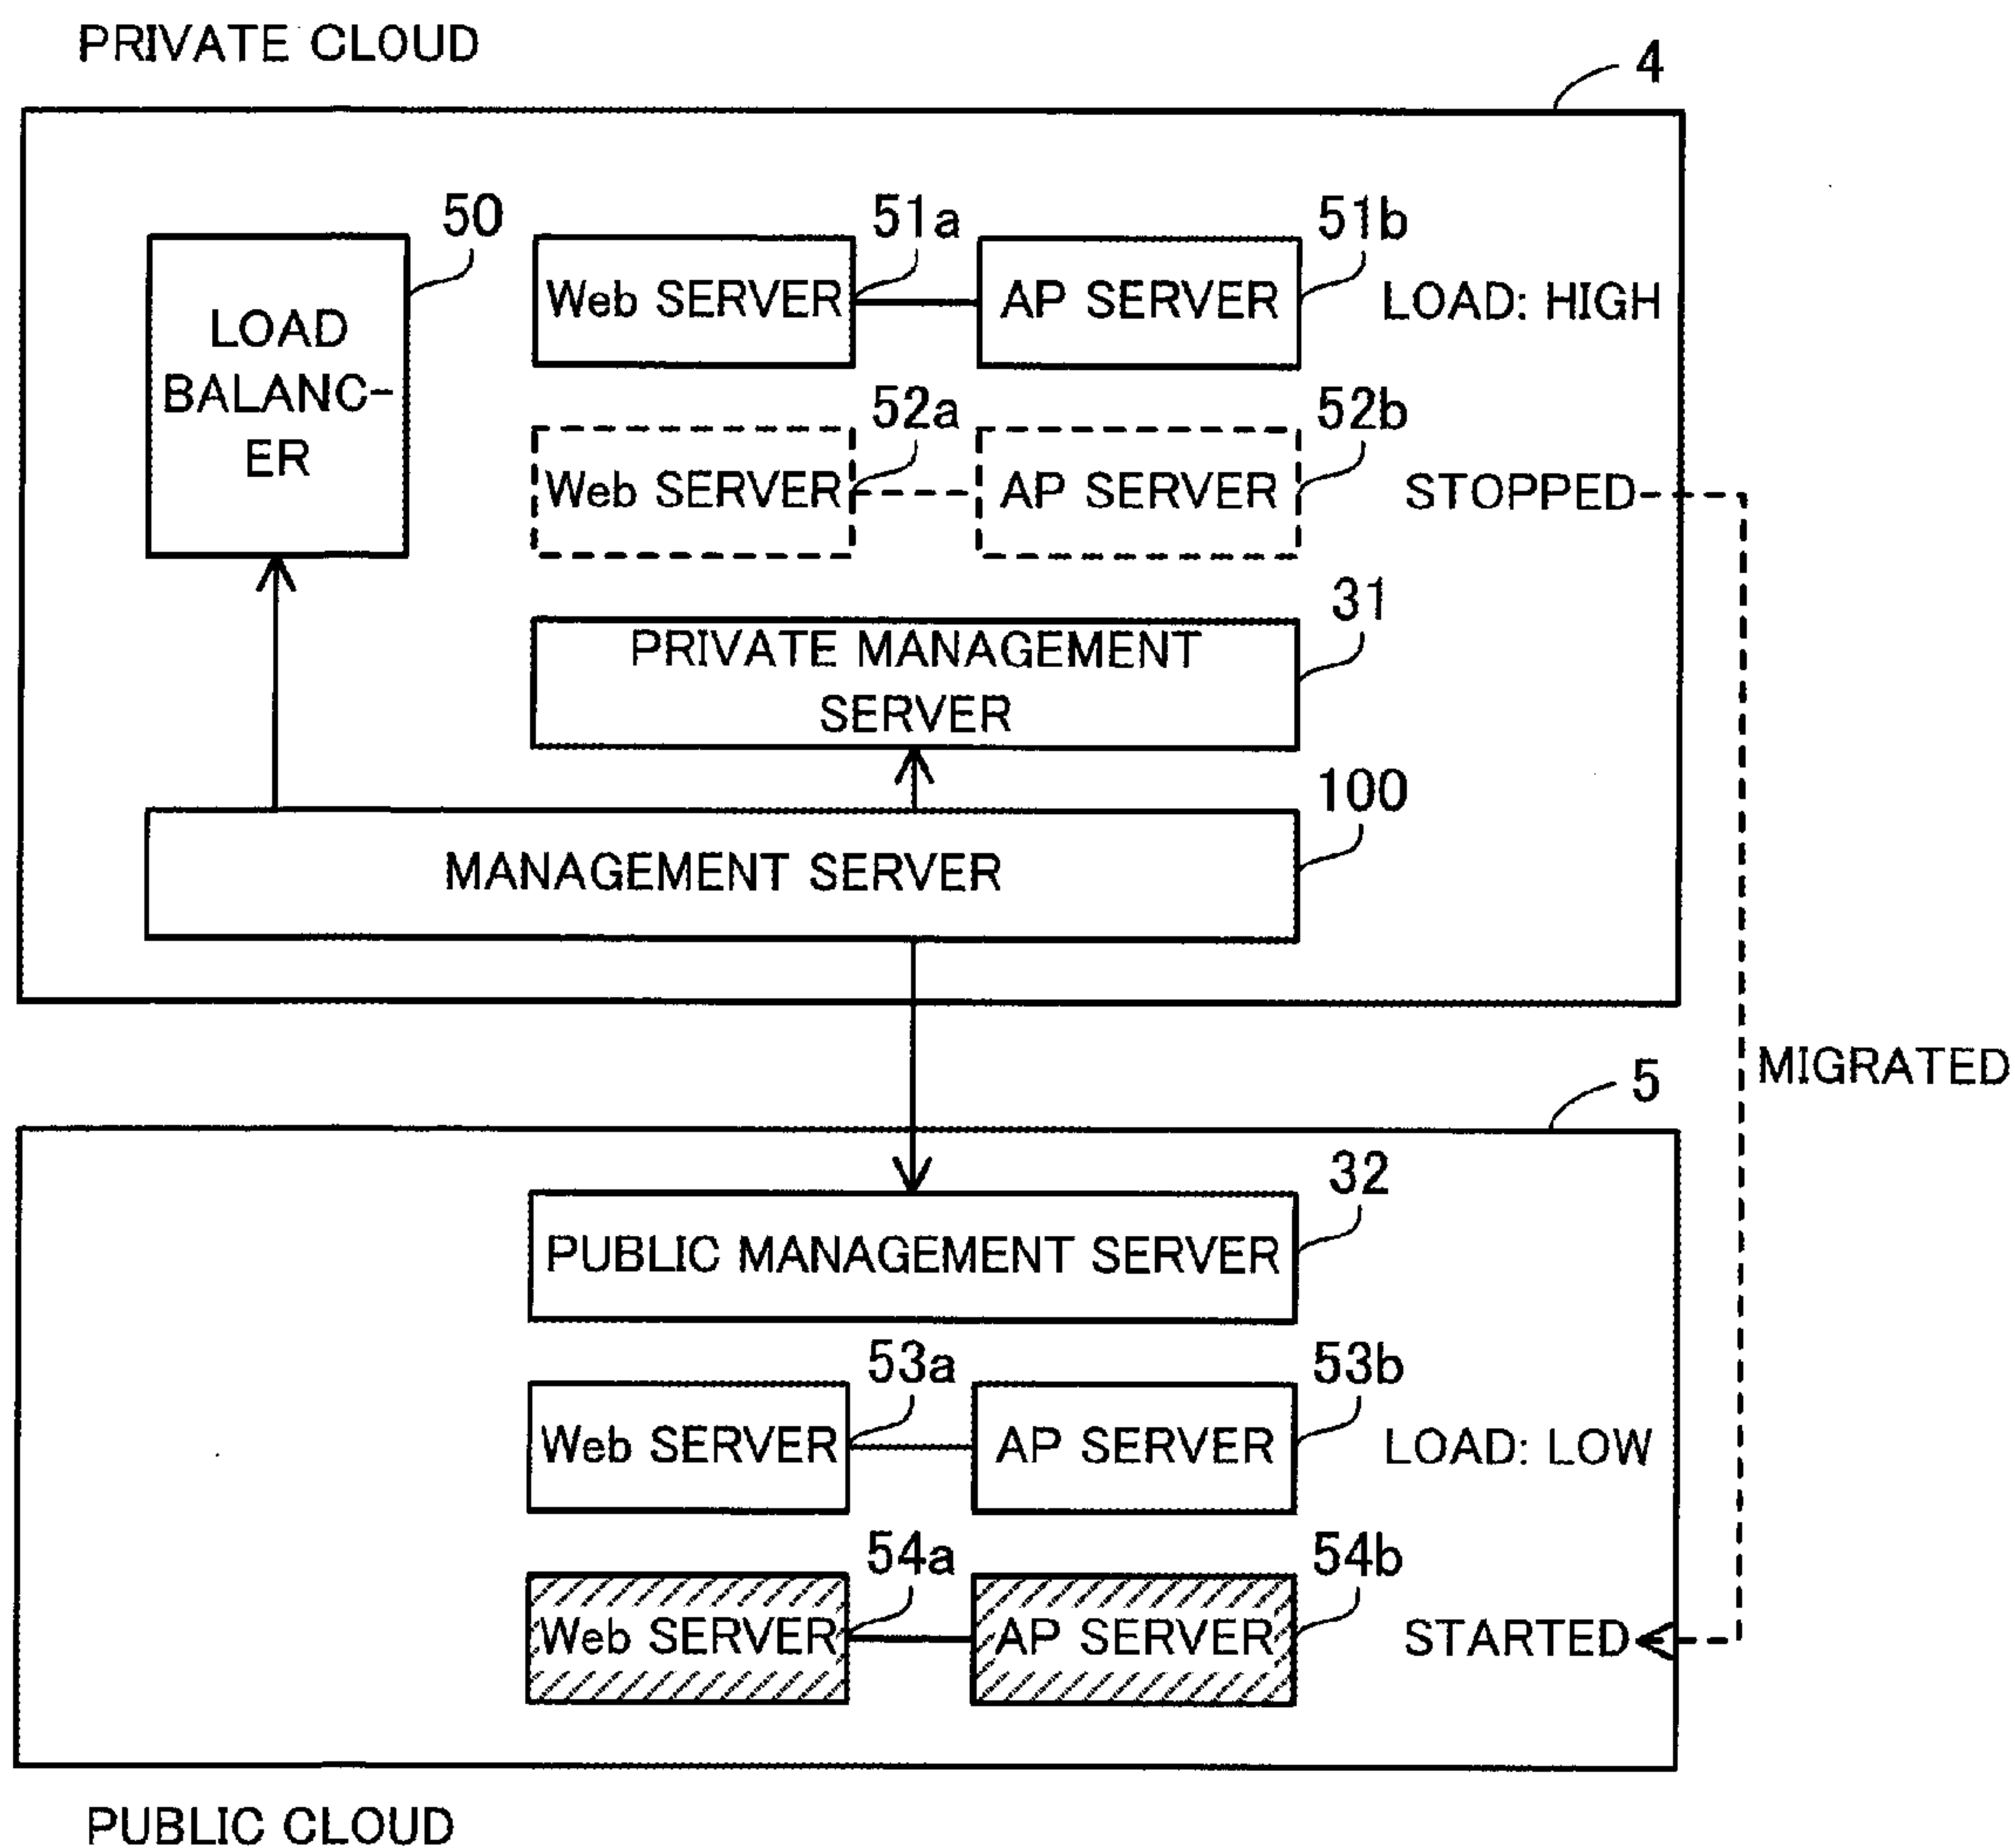 PRIVATE CLOUD
4
50
51a
51b
LOAD
BALANC-
ER
Web SERVER
AP SERVER
LOAD: HIGH
52a
52b
Web SERVER
AP SERVER
STOPPED
31
PRIVATE MANAGEMENT
SERVER
100
MANAGEMENT SERVER
MIGRATED
5
32
PUBLIC MANAGEMENT SERVER
53a
53b
Web SERVER
AP SERVER
LOAD: LOW
54a
54b
Web SERVER
AP SERVER
STARTED
PUBLIC CLOUD